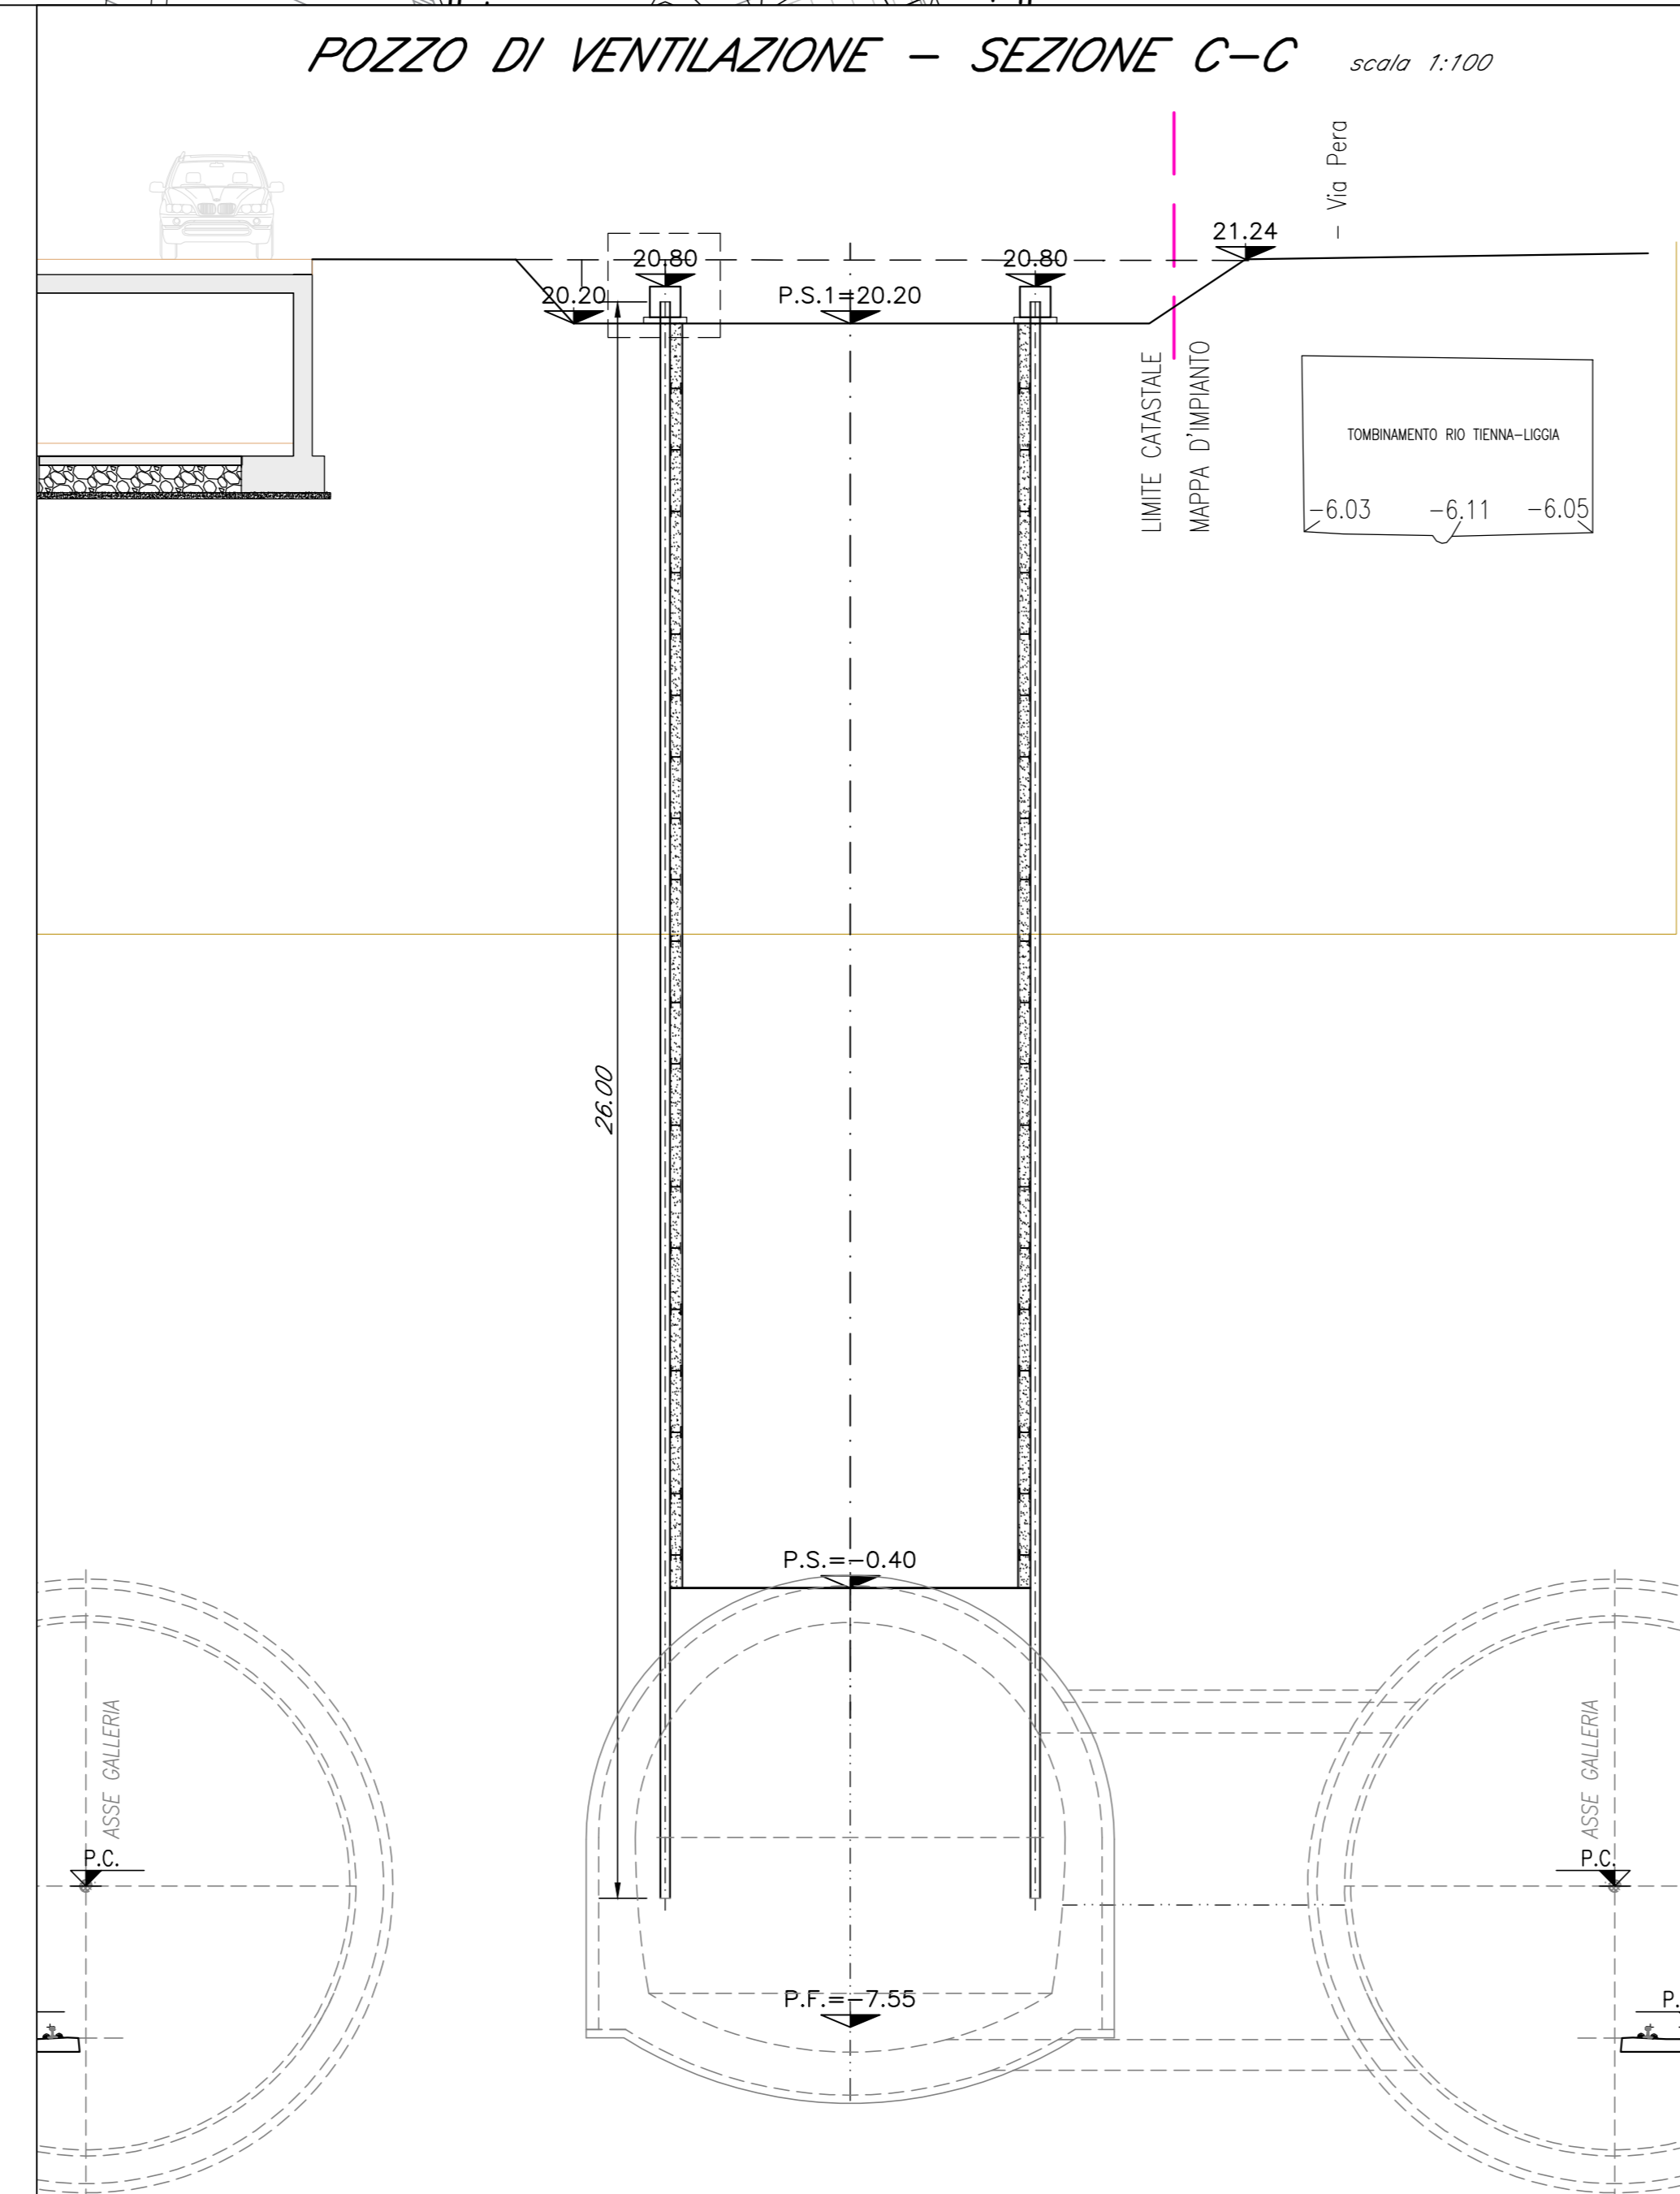 POZZO DI VENTILAZIONE – SEZIONE C–C scala 1:100
– Via Pera
21.24
20.80
20.80
20.20
P.S.1=20.20
LIMITE CATASTALE
MAPPA D'IMPIANTO
TOMBINAMENTO RIO TIENNA–LIGGIA
–6.03 –6.11 –6.05
26.00
P.S.=–0.40
ASSE GALLERIA
P.C.
ASSE GALLERIA
P.C.
P.F.=–7.55